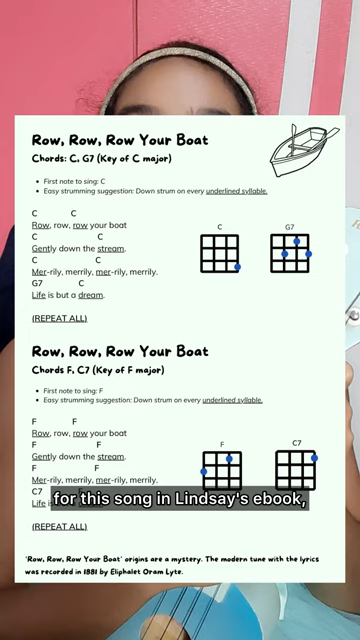 Row, Row, Row Your Boat
Chords: C, G7 (Key of C major)
First note to sing: C
Easy strumming suggestion: Down strum on every underlined syllable.
C C
Row, row, row your boat
C C
Gently down the stream.
C C
Mer-rily, merrily, mer-rily, merrily.
G7 C
Life is but a dream.
(REPEAT ALL)
C G7
Row, Row, Row Your Boat
Chords F, C7 (Key of F major)
First note to sing: F
Easy strumming suggestion: Down strum on every underlined syllable.
F F
Row, row, row your boat
F F
Gently down the stream.
F F
Mer-rily, merrily, mer-rily, merrily.
C7
Life is
(REPEAT ALL)
F C7
for this song in Lindsay's ebook,
'Row, Row, Row Your Boat' origins are a mystery. The modern tune with the lyrics
was recorded in 1881 by Eliphalet Oram Lyte.